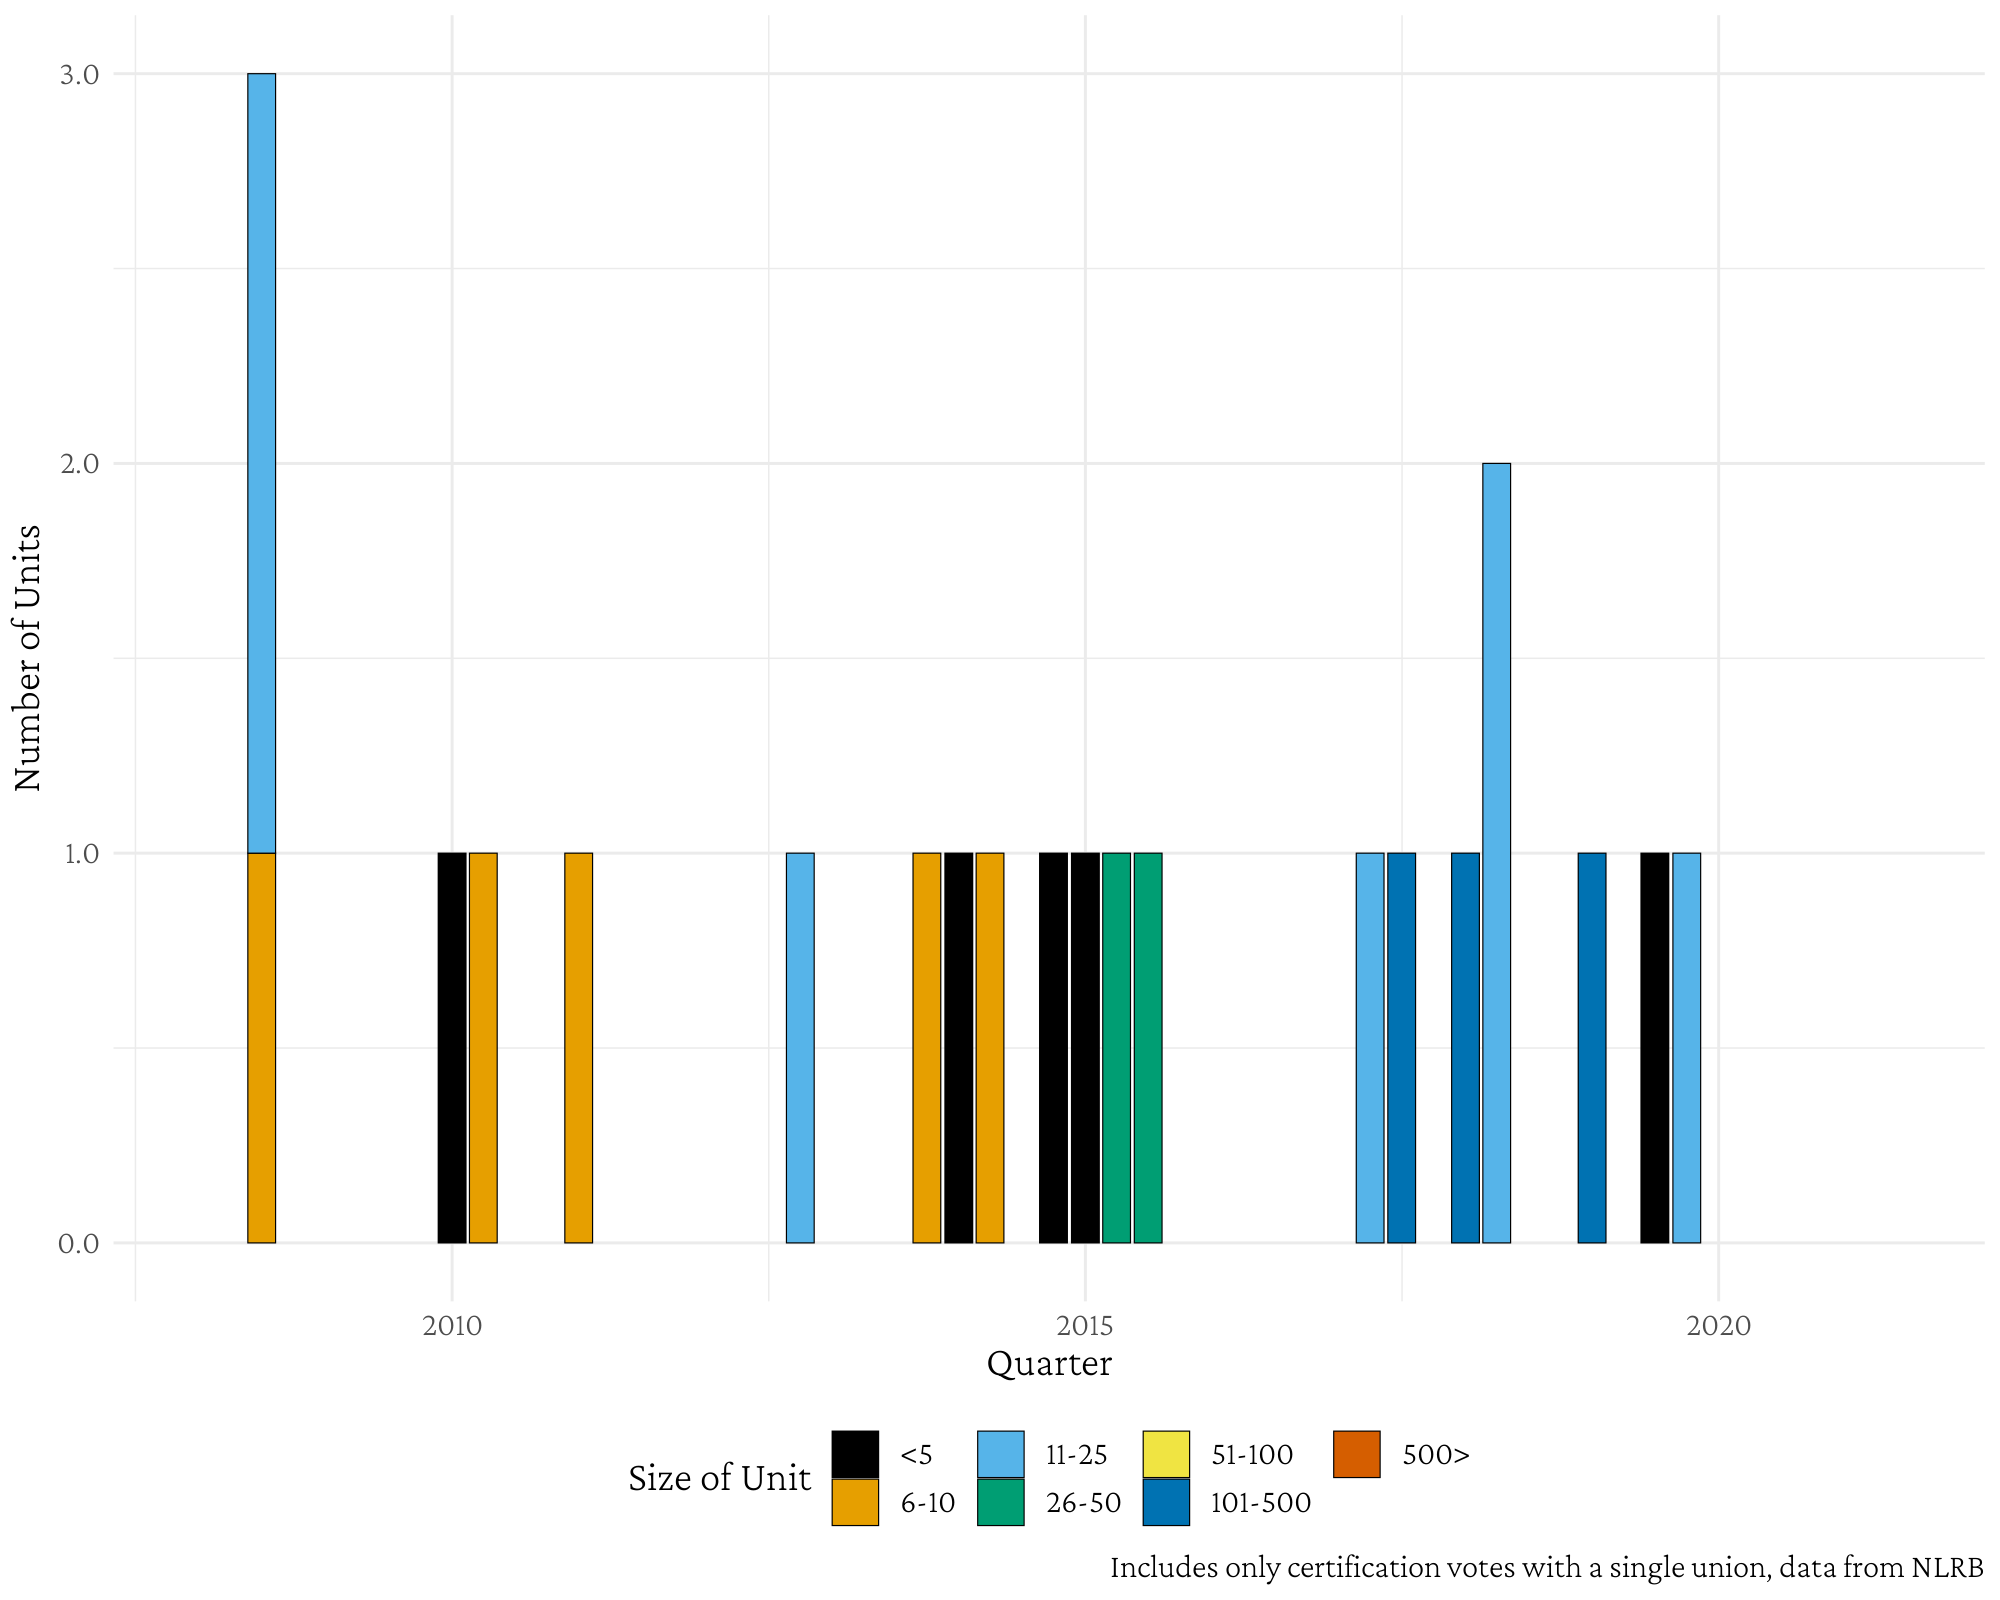 3.0
2.0
1.0
0.0
Number of Units
2010 2015 2020
Quarter
Size of Unit
<5 11-25 51-100 500>
6-10 26-50 101-500
Includes only certification votes with a single union, data from NLRB